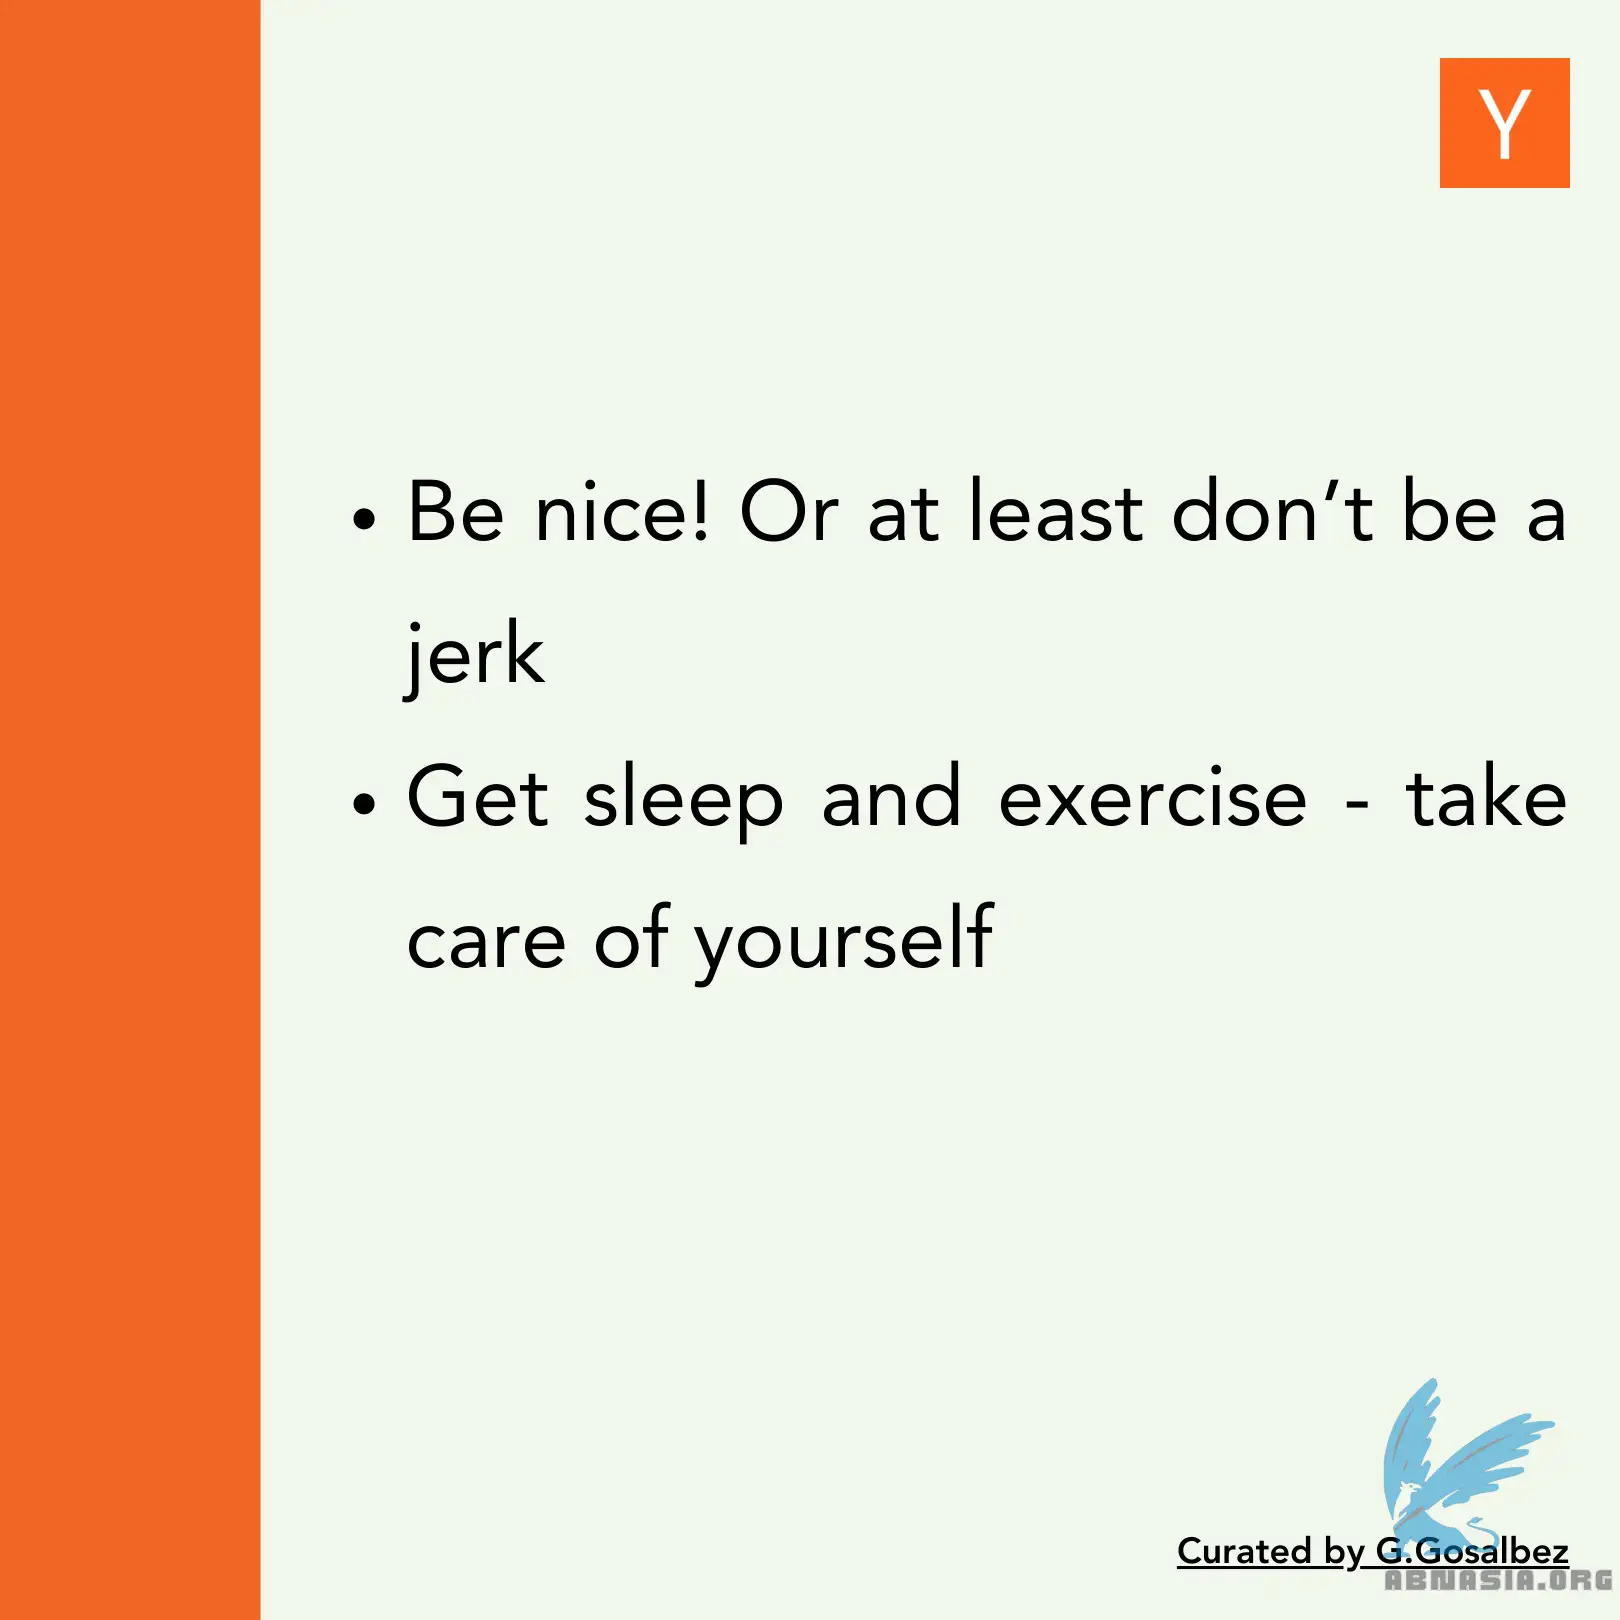 Y
• Be nice! Or at least don’t be a
jerk
• Get sleep and exercise - take
care of yourself
Curated by G.Gosalbez
ABNASIA.ORG